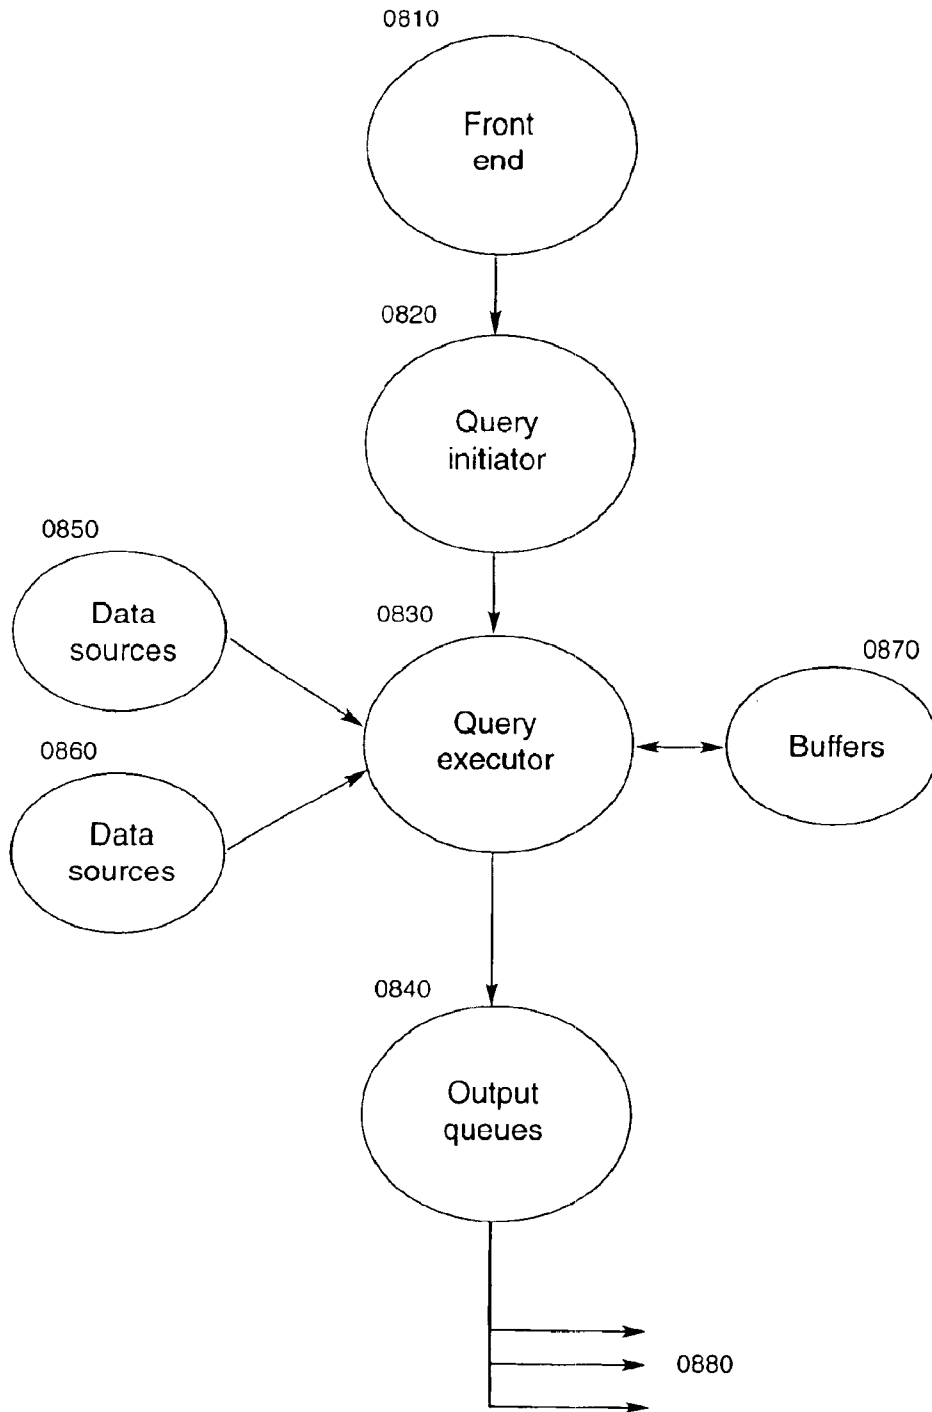 0810
Front
end
0820
Query
initiator
0850
Data
sources
0830
0870
Query
executor
Buffers
0860
Data
sources
0840
Output
queues
0880